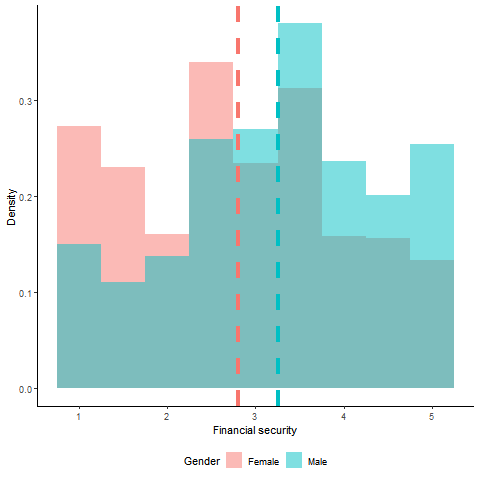 Density
0.3
0.2
0.1
0.0
1 2 3 4 5
Financial security
Gender Female Male